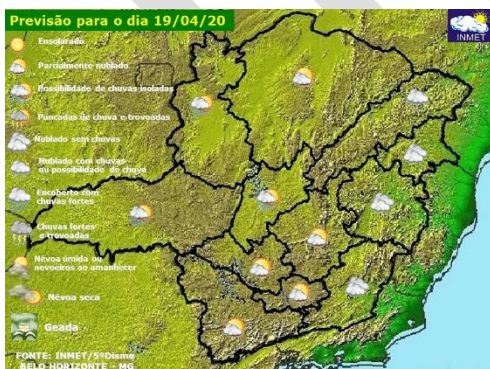 Previsão para o dia 19/04/20
INMET
Ensolarado
Parcialmente nublado
Possibilidade de chuvas isoladas
Pancadas de chuva e trovoadas
Nublado sem chuvas
Nublado com chuvas
ou possibilidade de chuva
Encoberto com
chuvas fortes
Chuvas fortes
e trovoadas
Névoa úmida ou
nevoeiros ao amanhecer
Névoa seca
Geada
FONTE: INMET/5ºDisme
BELO HORIZONTE - MG